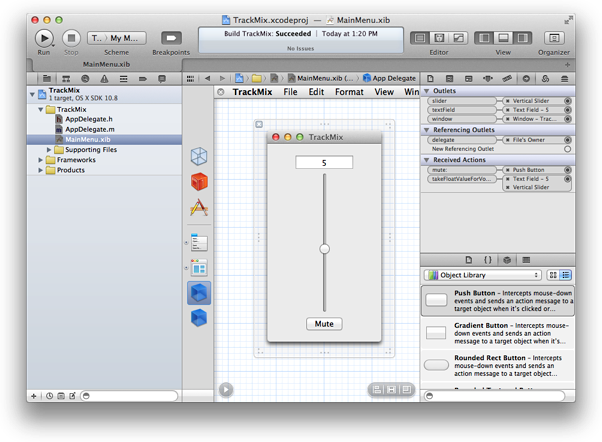 TrackMix.xcodeproj — MainMenu.xib
Run
Stop
My M...
Scheme
Breakpoints
Build TrackMix: Succeeded | Today at 1:20 PM
No Issues
Editor
View
Organizer
MainMenu.xib
MainMenu.xib (...
App Delegate
TrackMix
1 target, OS X SDK 10.8
TrackMix
AppDelegate.h
AppDelegate.m
MainMenu.xib
Supporting Files
Frameworks
Products
TrackMix File Edit Format View Win
TrackMix
5
Mute
Outlets
slider Vertical Slider
textField Text Field - 5
window Window - Trac...
Referencing Outlets
delegate File's Owner
New Referencing Outlet
Received Actions
mute: Push Button
takeFloatValueForVo... Text Field - 5
Vertical Slider
Object Library
Push Button - Intercepts mouse-down
events and sends an action message to a
target object when it's clicked or...
Gradient Button - Intercepts
mouse-down events and sends an action
message to a target object when it's...
Rounded Rect Button - Intercepts
mouse-down events and sends an
action message to a target object...